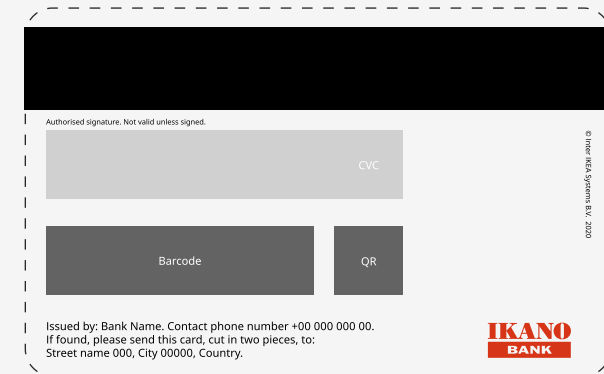 Authorised signature. Not valid unless signed.
CVC
© Inter IKEA Systems B.V. 2020
Barcode
QR
Issued by: Bank Name. Contact phone number +00 000 000 00.
If found, please send this card, cut in two pieces, to:
Street name 000, City 00000, Country.
IKANO
BANK